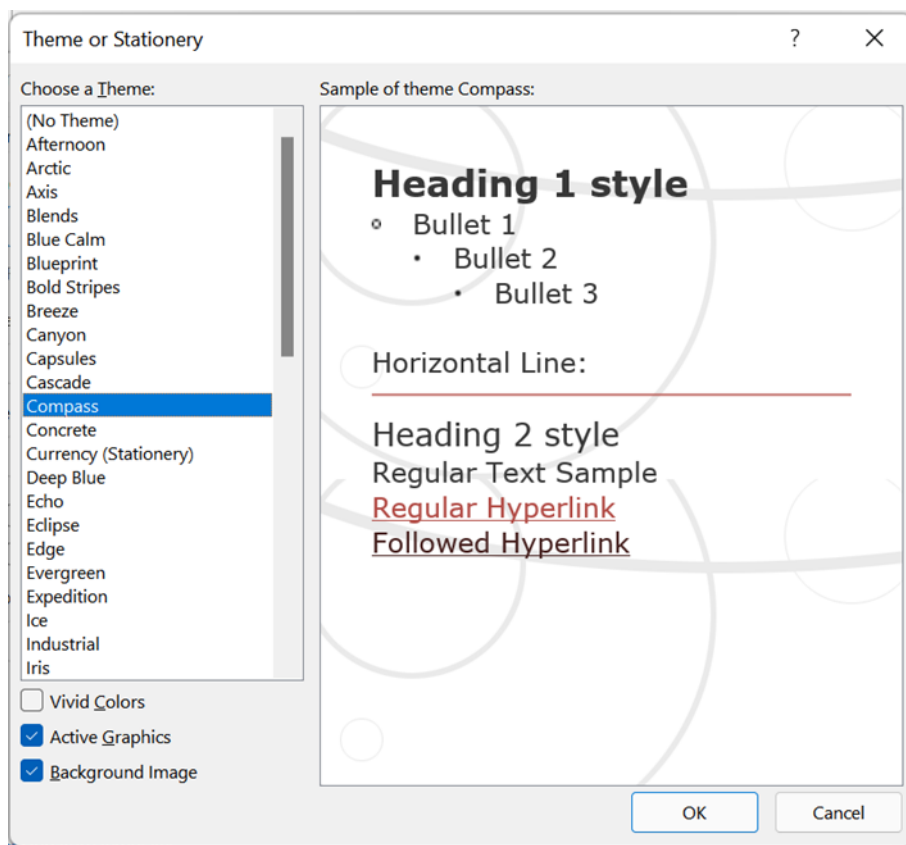 Theme or Stationery
?
Choose a Theme:
(No Theme)
Afternoon
Arctic
Axis
Blends
Blue Calm
Blueprint
Bold Stripes
Breeze
Canyon
Capsules
Cascade
Compass
Concrete
Currency (Stationery)
Deep Blue
Echo
Eclipse
Edge
Evergreen
Expedition
Ice
Industrial
Iris
Vivid Colors
Active Graphics
Background Image
Sample of theme Compass:
Heading 1 style
Bullet 1
Bullet 2
Bullet 3
Horizontal Line:
Heading 2 style
Regular Text Sample
Regular Hyperlink
Followed Hyperlink
OK
Cancel